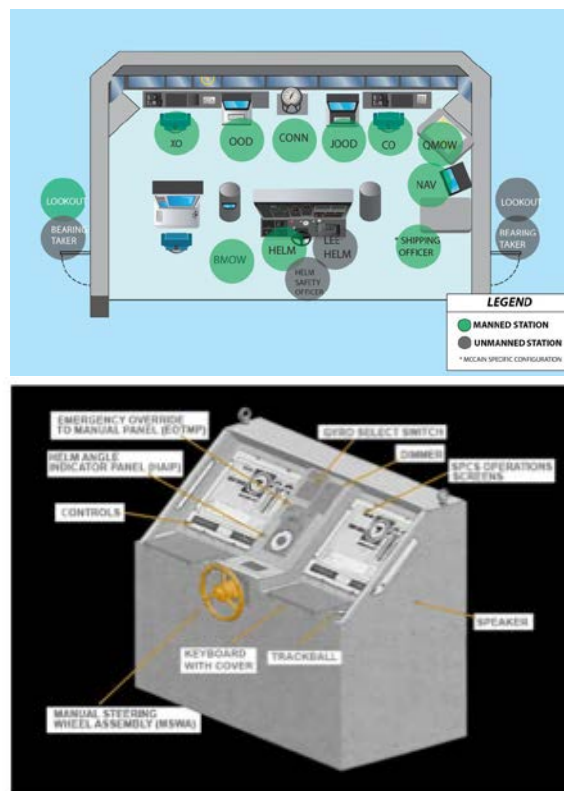 XO
OOD
CONN
JOOD
CO
QMOW
NAV
LOOKOUT
BEARING
TAKER
LOOKOUT
BEARING
TAKER
BMOW
HELM
LEE
HELM
HELM
SAFETY
OFFICER
* SHIPPING
OFFICER
LEGEND
MANNED STATION
UNMANNED STATION
* MCCAIN SPECIFIC CONFIGURATION
EMERGENCY OVERRIDE
TO MANUAL PANEL (EOTMP)
GYRO SELECT SWITCH
HELM ANGLE
INDICATOR PANEL (HAIP)
DIMMER
SPCS OPERATIONS
SCREENS
CONTROLS
SPEAKER
KEYBOARD
WITH COVER
TRACKBALL
MANUAL STEERING
WHEEL ASSEMBLY (MSWA)